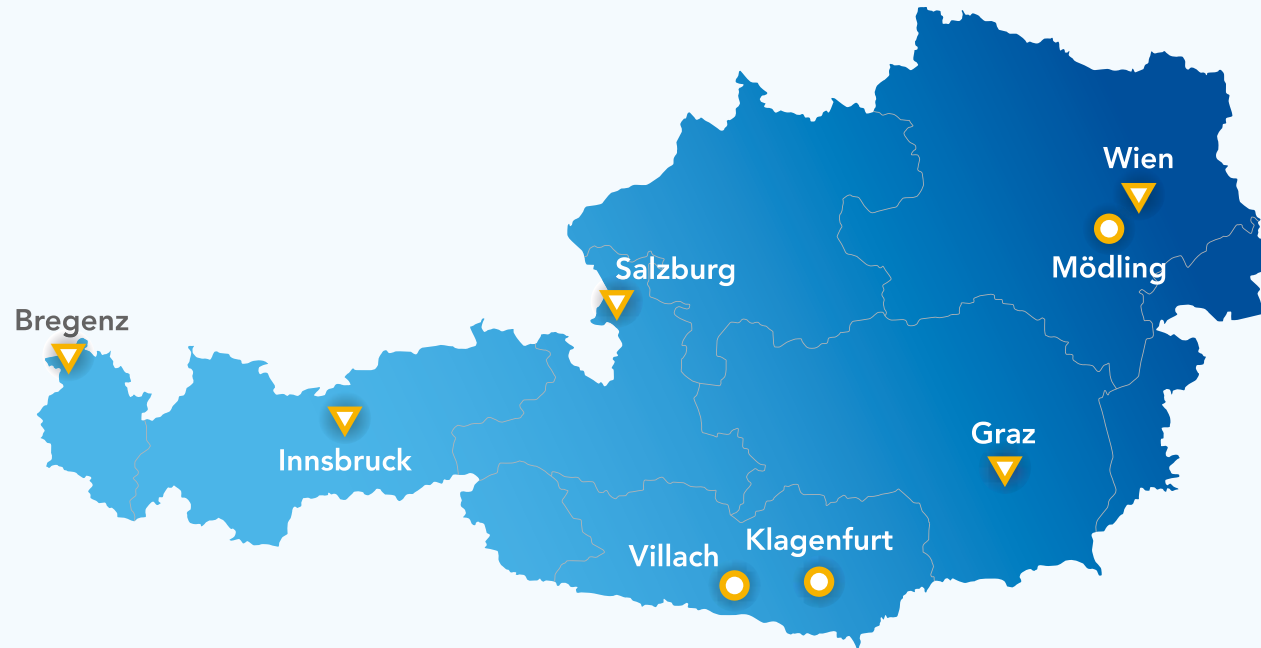 Wien
Mödling
Salzburg
Bregenz
Innsbruck
Graz
Klagenfurt
Villach